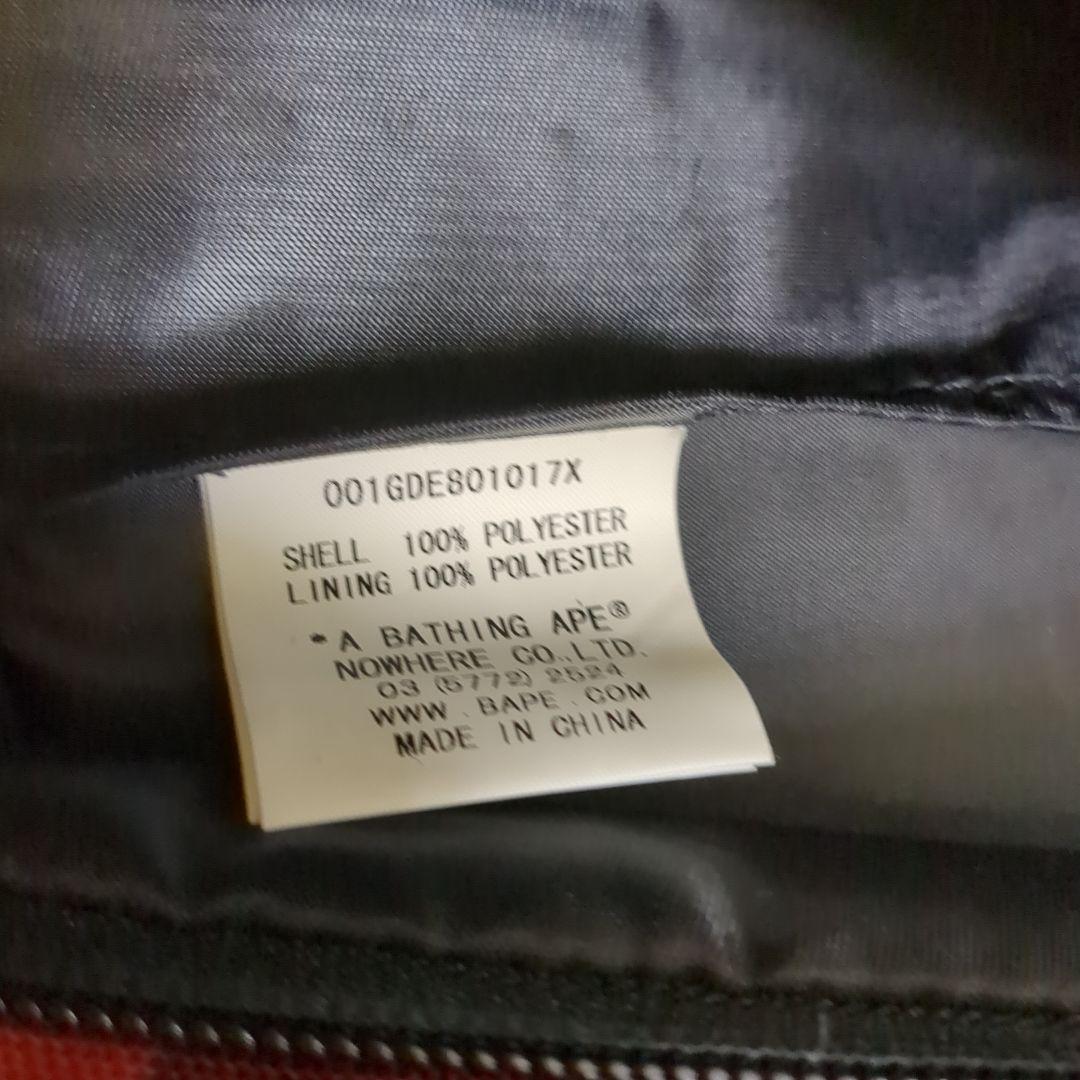 001GDE801017X
SHELL 100% POLYESTER
LINING 100% POLYESTER
*A BATHING APE®
NOWHERE CO.,LTD.
03 (5772) 2524
WWW.BAPE.COM
MADE IN CHINA